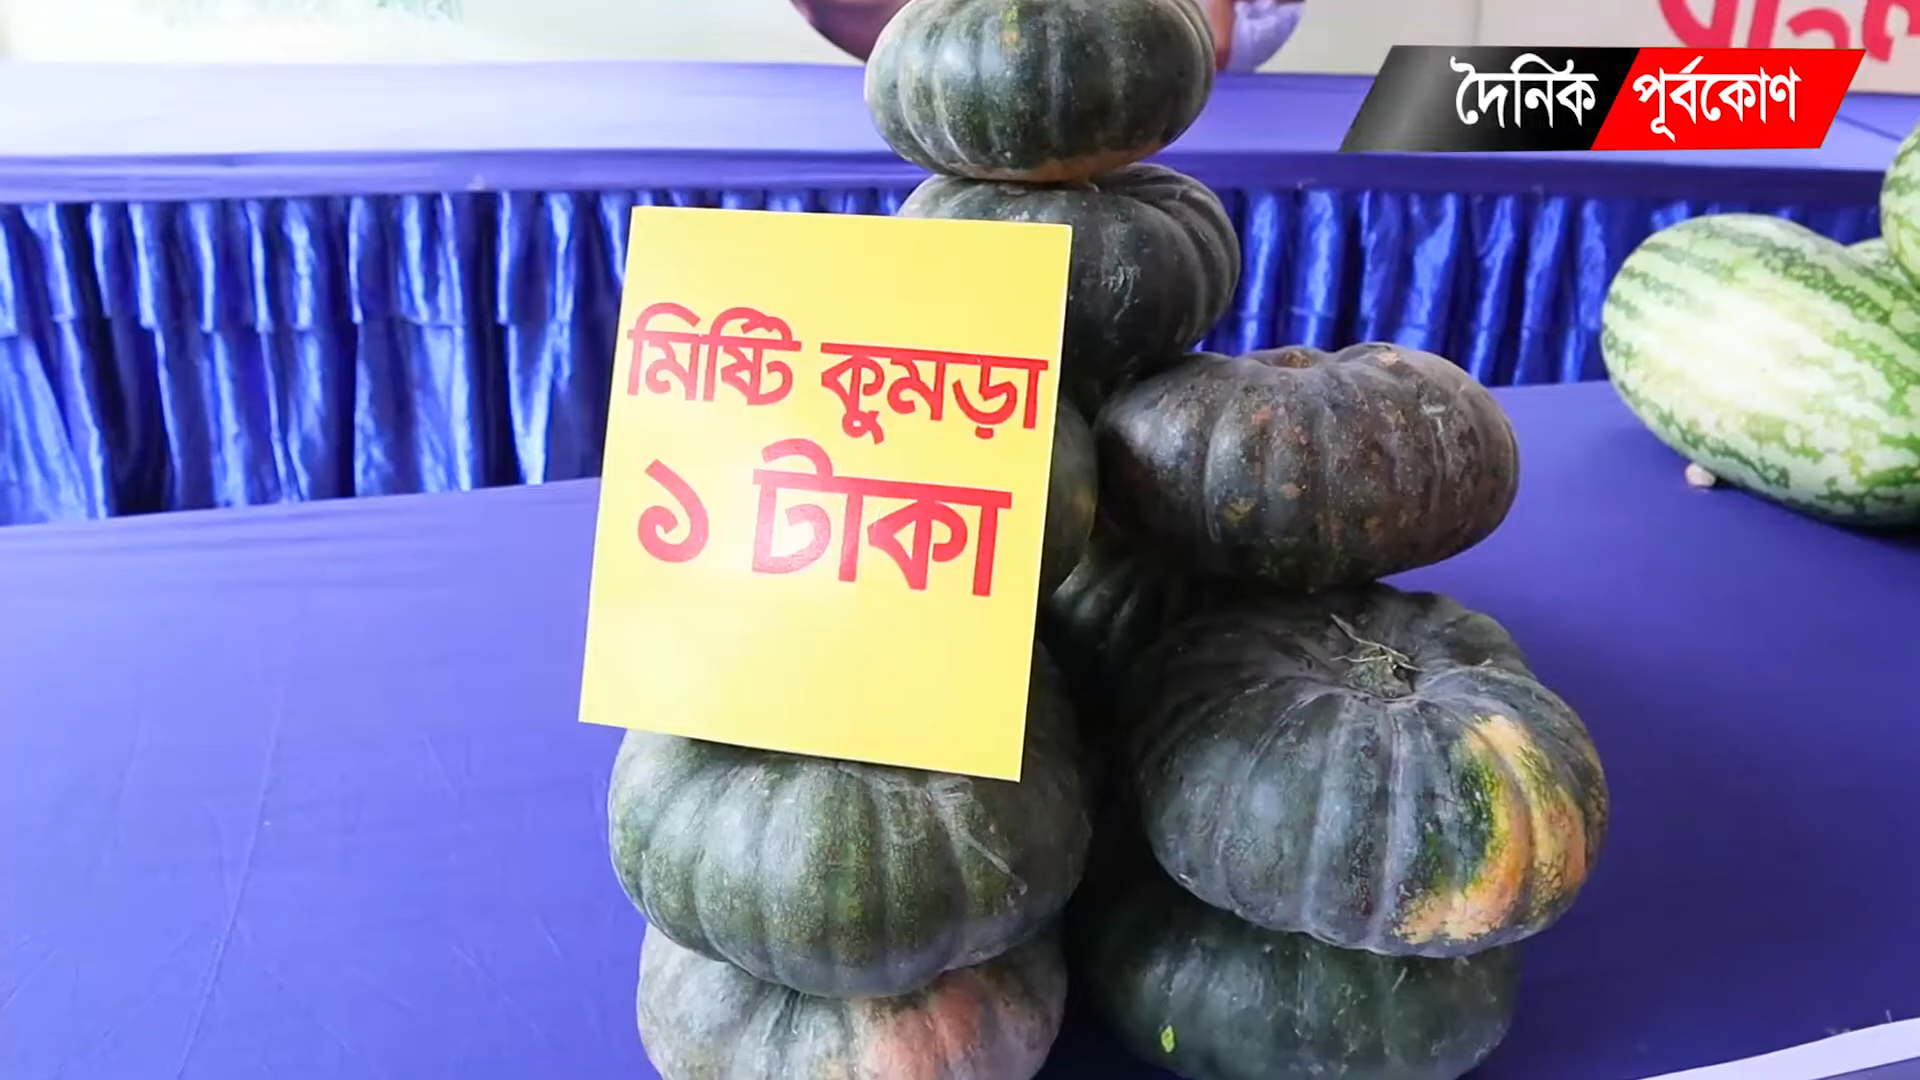 দৈনিক পূর্বকোণ
মিষ্টি কুমড়া
১ টাকা